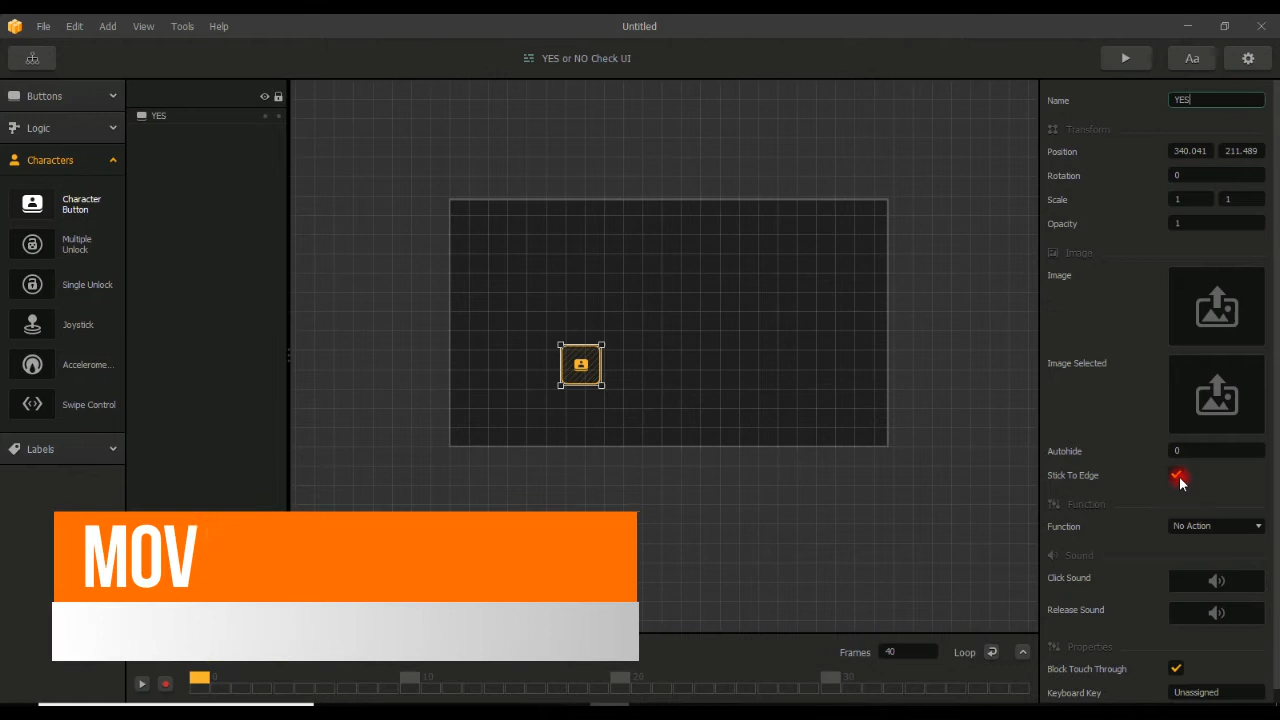 File Edit Add View Tools Help
Untitled
YES or NO Check UI
Aa
Buttons
Logic
Characters
Character
Button
Multiple
Unlock
Single Unlock
Joystick
Accelerome...
Swipe Control
Labels
YES
Name YES
Transform
Position 340.041 211.489
Rotation 0
Scale 1 1
Opacity 1
Image
Image
Image Selected
Autohide 0
Stick To Edge
Function
Function No Action
Sound
Click Sound
Release Sound
Properties
Block Touch Through
Keyboard Key Unassigned
MOV
Frames 40 Loop
0 10 20 30